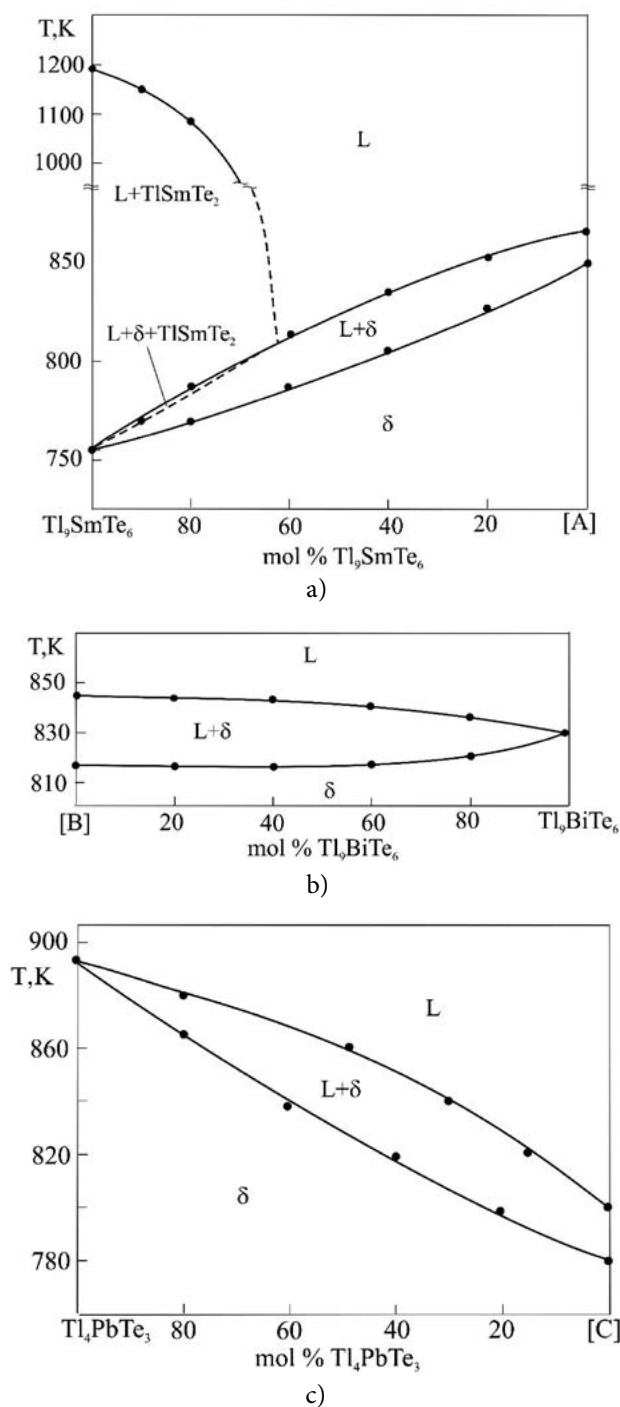 T,K
1200
1100
1000
L
L+TlSmTe₂
850
L+δ+TlSmTe₂
L+δ
800
δ
750
Tl₉SmTe₆ 80 60 40 20 [A]
mol % Tl₉SmTe₆
a)
T,K
L
850
L+δ
830
810
δ
[B] 20 40 60 80 Tl₉BiTe₆
mol % Tl₉BiTe₆
b)
900
T,K
L
860
L+δ
820
δ
780
Tl₄PbTe₃ 80 60 40 20 [C]
mol % Tl₄PbTe₃
c)